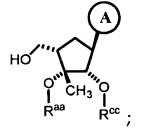 A
HO
O CH₃ O
Rᵃᵃ Rᶜᶜ ;